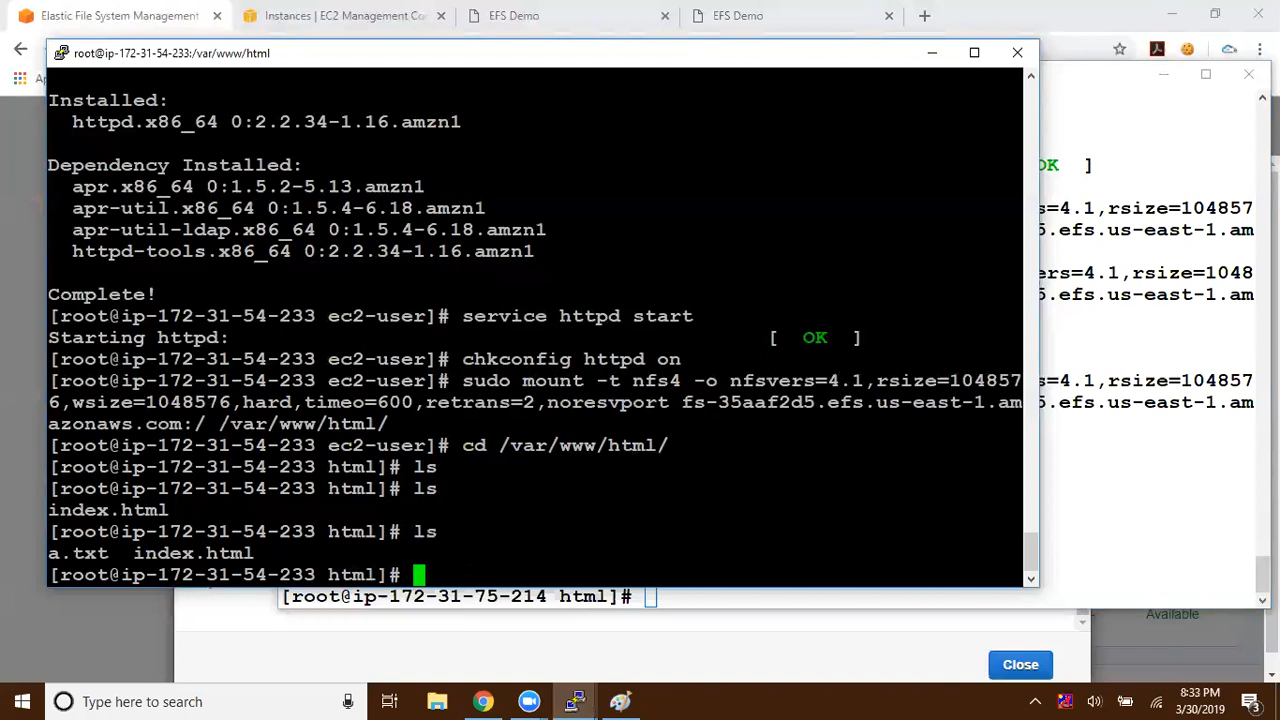 Elastic File System Management
Instances | EC2 Management Co
EFS Demo
EFS Demo
root@ip-172-31-54-233:/var/www/html
Installed:
httpd.x86_64 0:2.2.34-1.16.amzn1
Dependency Installed:
apr.x86_64 0:1.5.2-5.13.amzn1
apr-util.x86_64 0:1.5.4-6.18.amzn1
apr-util-ldap.x86_64 0:1.5.4-6.18.amzn1
httpd-tools.x86_64 0:2.2.34-1.16.amzn1
Complete!
[root@ip-172-31-54-233 ec2-user]# service httpd start
Starting httpd: [ OK ]
[root@ip-172-31-54-233 ec2-user]# chkconfig httpd on
[root@ip-172-31-54-233 ec2-user]# sudo mount -t nfs4 -o nfsvers=4.1,rsize=104857
6,wsize=1048576,hard,timeo=600,retrans=2,noresvport fs-35aaf2d5.efs.us-east-1.am
azonaws.com:/ /var/www/html/
[root@ip-172-31-54-233 ec2-user]# cd /var/www/html/
[root@ip-172-31-54-233 html]# ls
[root@ip-172-31-54-233 html]# ls
index.html
[root@ip-172-31-54-233 html]# ls
a.txt index.html
[root@ip-172-31-54-233 html]#
OK ]
s=4.1,rsize=104857
5.efs.us-east-1.am
ers=4.1,rsize=1048
5.efs.us-east-1.am
s=4.1,rsize=104857
5.efs.us-east-1.am
[root@ip-172-31-75-214 html]#
Available
Close
Type here to search
8:33 PM
3/30/2019
3